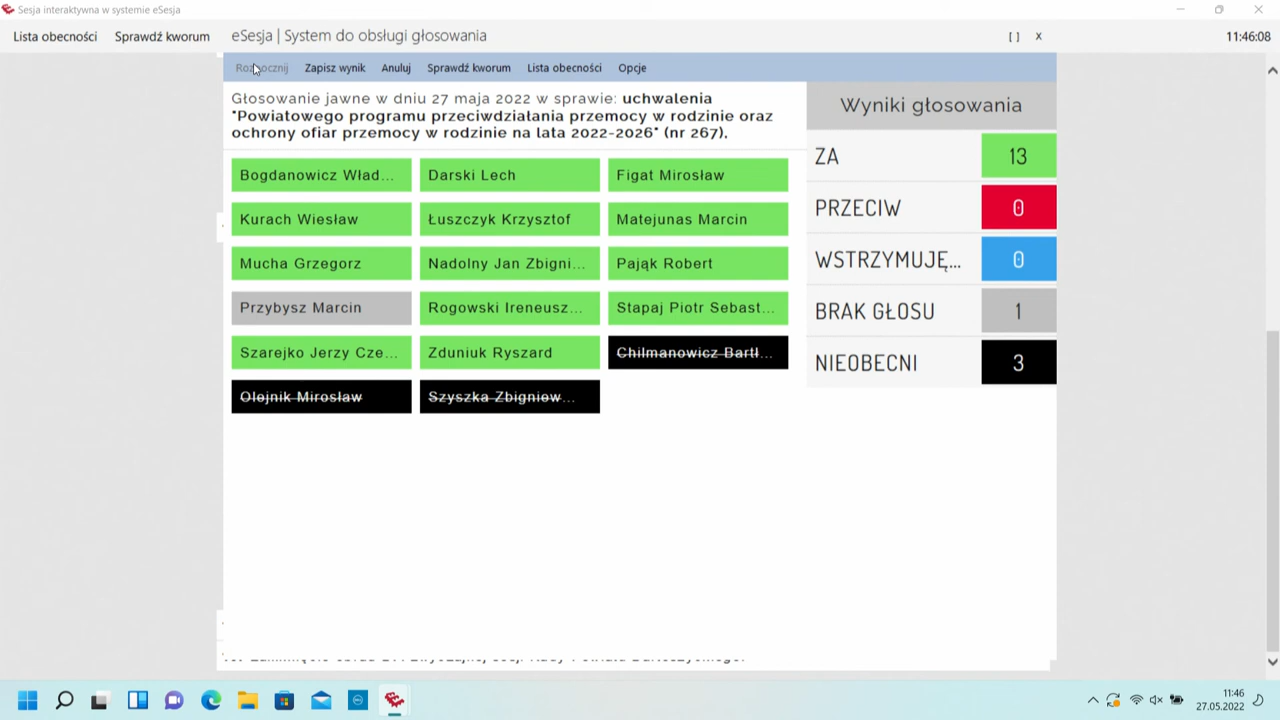 Sesja interaktywna w systemie eSesja
Lista obecności Sprawdź kworum eSesja | System do obsługi głosowania [ ] x 11:46:08
Rozpocznij Zapisz wynik Anuluj Sprawdź kworum Lista obecności Opcje
Głosowanie jawne w dniu 27 maja 2022 w sprawie: uchwalenia
"Powiatowego programu przeciwdziałania przemocy w rodzinie oraz
ochrony ofiar przemocy w rodzinie na lata 2022-2026" (nr 267),
Wyniki głosowania
ZA 13
PRZECIW 0
WSTRZYMUJĘ... 0
BRAK GŁOSU 1
NIEOBECNI 3
Bogdanowicz Wład... Darski Lech Figat Mirosław
Kurach Wiesław Łuszczyk Krzysztof Matejunas Marcin
Mucha Grzegorz Nadolny Jan Zbigni... Pająk Robert
Przybysz Marcin Rogowski Ireneusz... Stapaj Piotr Sebast...
Szarejko Jerzy Cze... Zduniuk Ryszard Chilmanowicz Bartł...
Olejnik Mirosław Szyszka Zbigniew...
11:46
27.05.2022